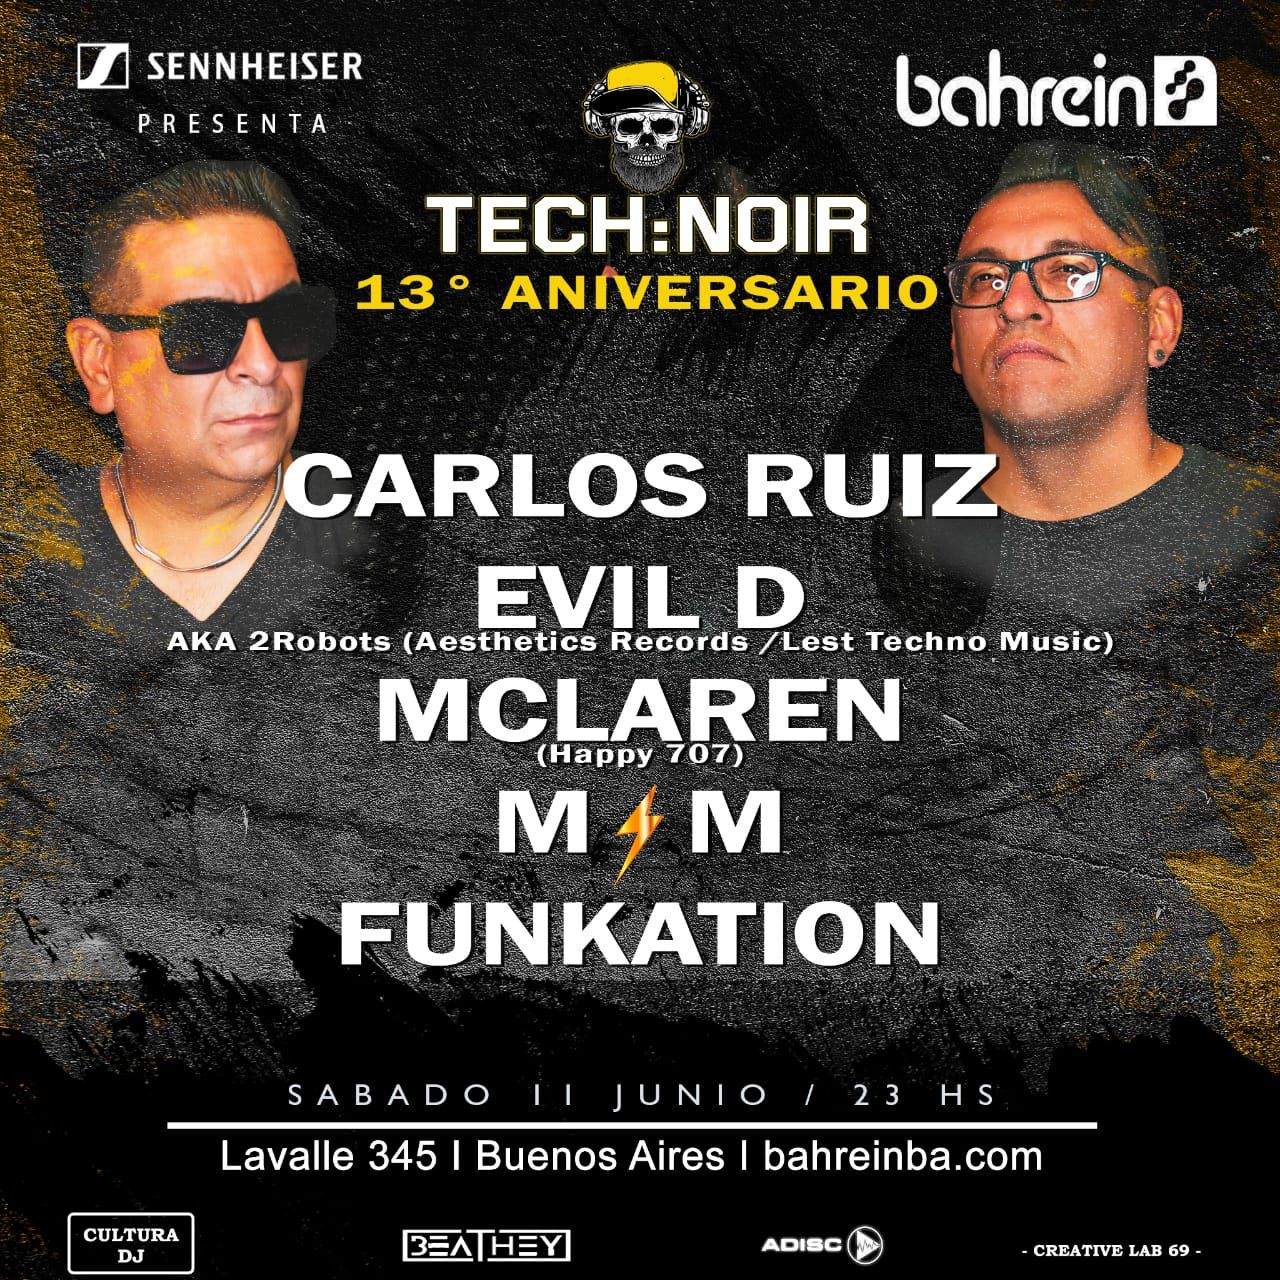 SENNHEISER
PRESENTA
bahrein
TECH:NOIR
13° ANIVERSARIO
CARLOS RUIZ
EVIL D
AKA 2Robots (Aesthetics Records /Lest Techno Music)
MCLAREN
(Happy 707)
M⚡M
FUNKATION
SABADO 11 JUNIO / 23 HS
Lavalle 345 | Buenos Aires | bahreinba.com
CULTURA
DJ
BEATHEY
ADISC
- CREATIVE LAB 69 -